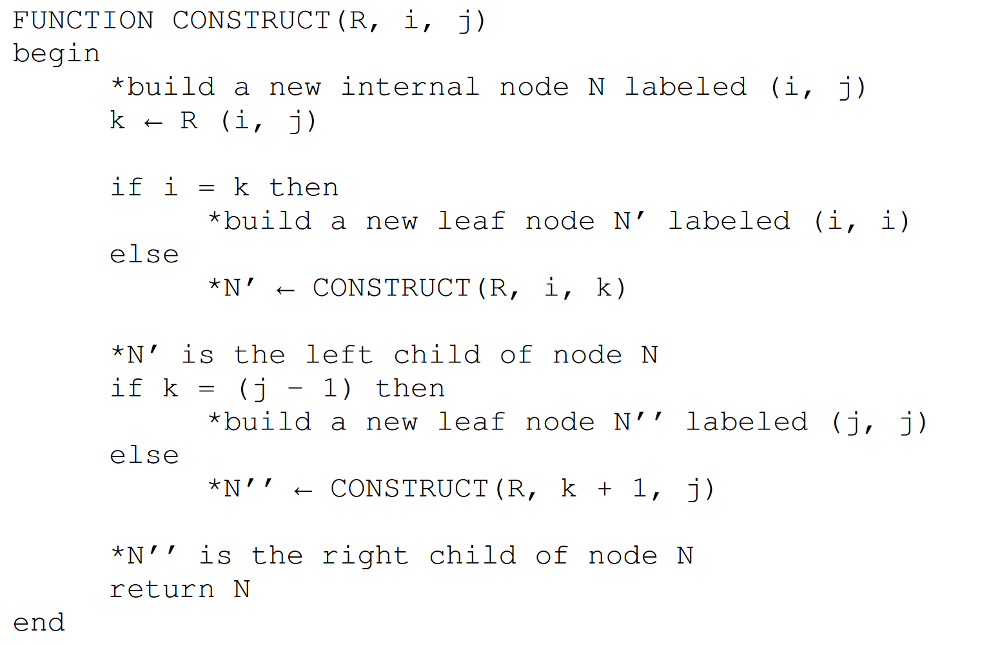 FUNCTION CONSTRUCT(R, i, j)
begin
*build a new internal node N labeled (i, j)
k ← R (i, j)
if i = k then
*build a new leaf node N’ labeled (i, i)
else
*N’ ← CONSTRUCT(R, i, k)
*N’ is the left child of node N
if k = (j – 1) then
*build a new leaf node N’’ labeled (j, j)
else
*N’’ ← CONSTRUCT(R, k + 1, j)
*N’’ is the right child of node N
return N
end